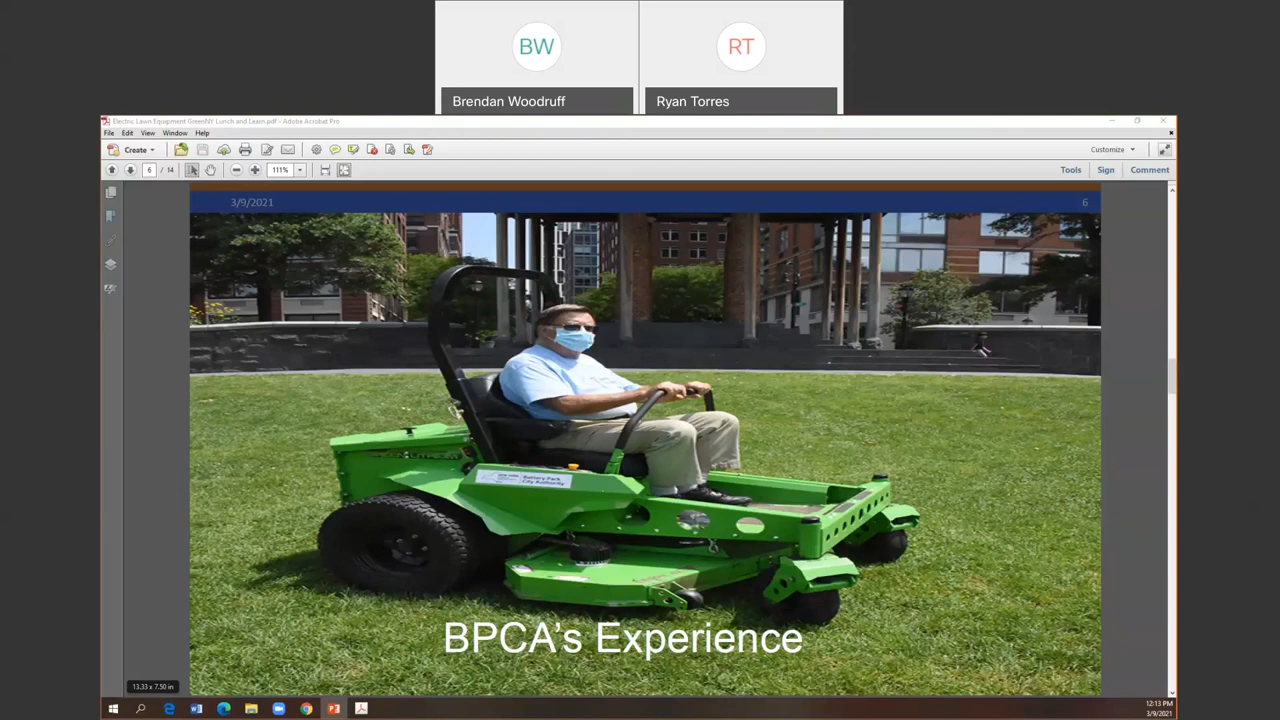 BW
RT
Brendan Woodruff
Ryan Torres
Electric Lawn Equipment GreenNY Lunch and Learn.pdf - Adobe Acrobat Pro
File Edit View Window Help
Create
Customize
6 / 14
111%
Tools Sign Comment
3/9/2021
6
Battery Park
City Authority
BPCA's Experience
13.33 x 7.50 in
12:13 PM
3/9/2021